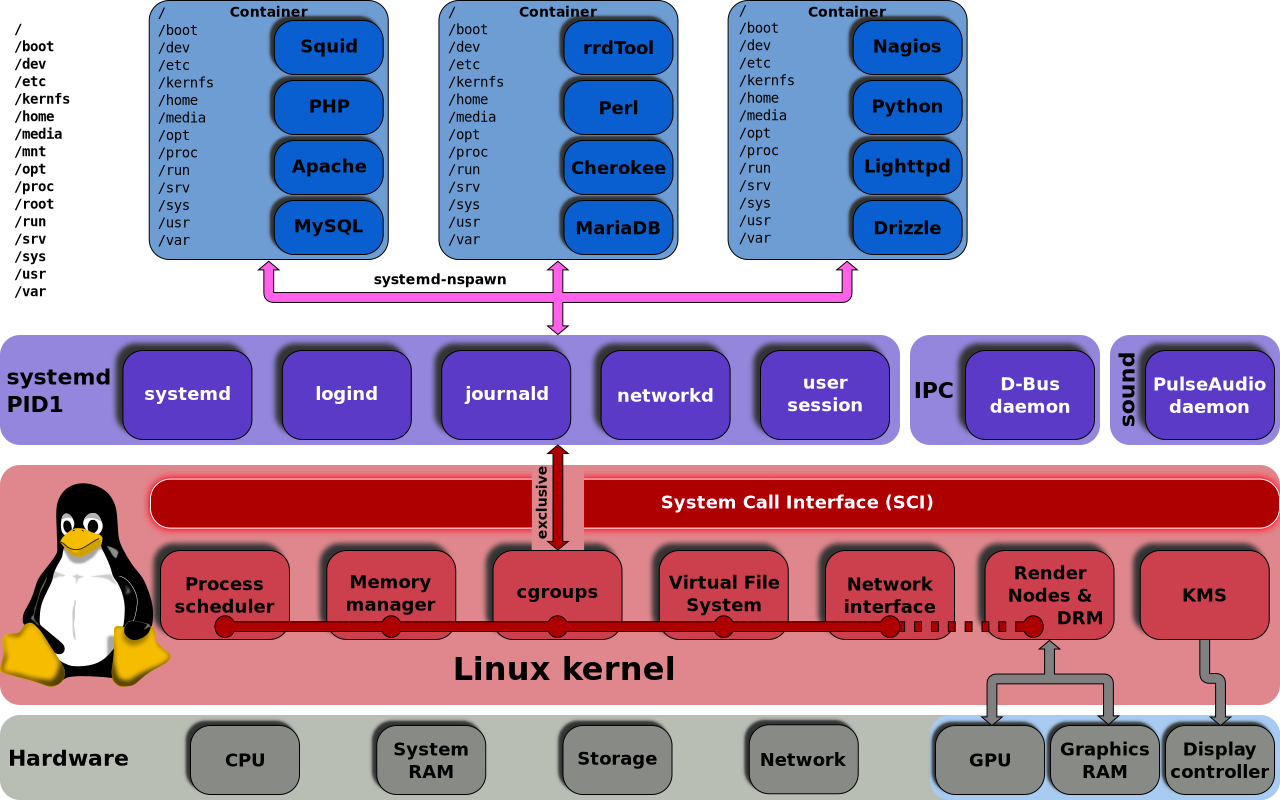 /
/boot
/dev
/etc
/kernfs
/home
/media
/mnt
/opt
/proc
/root
/run
/srv
/sys
/usr
/var
Container
/
/boot
/dev
/etc
/kernfs
/home
/media
/opt
/proc
/run
/srv
/sys
/usr
/var
Squid
PHP
Apache
MySQL
Container
/
/boot
/dev
/etc
/kernfs
/home
/media
/opt
/proc
/run
/srv
/sys
/usr
/var
rrdTool
Perl
Cherokee
MariaDB
Container
/
/boot
/dev
/etc
/kernfs
/home
/media
/opt
/proc
/run
/srv
/sys
/usr
/var
Nagios
Python
Lighttpd
Drizzle
systemd-nspawn
systemd
PID1
systemd
logind
journald
networkd
user
session
IPC
D-Bus
daemon
sound
PulseAudio
daemon
exclusive
System Call Interface (SCI)
Process
scheduler
Memory
manager
cgroups
Virtual File
System
Network
interface
Render
Nodes &
DRM
KMS
Linux kernel
Hardware
CPU
System
RAM
Storage
Network
GPU
Graphics
RAM
Display
controller